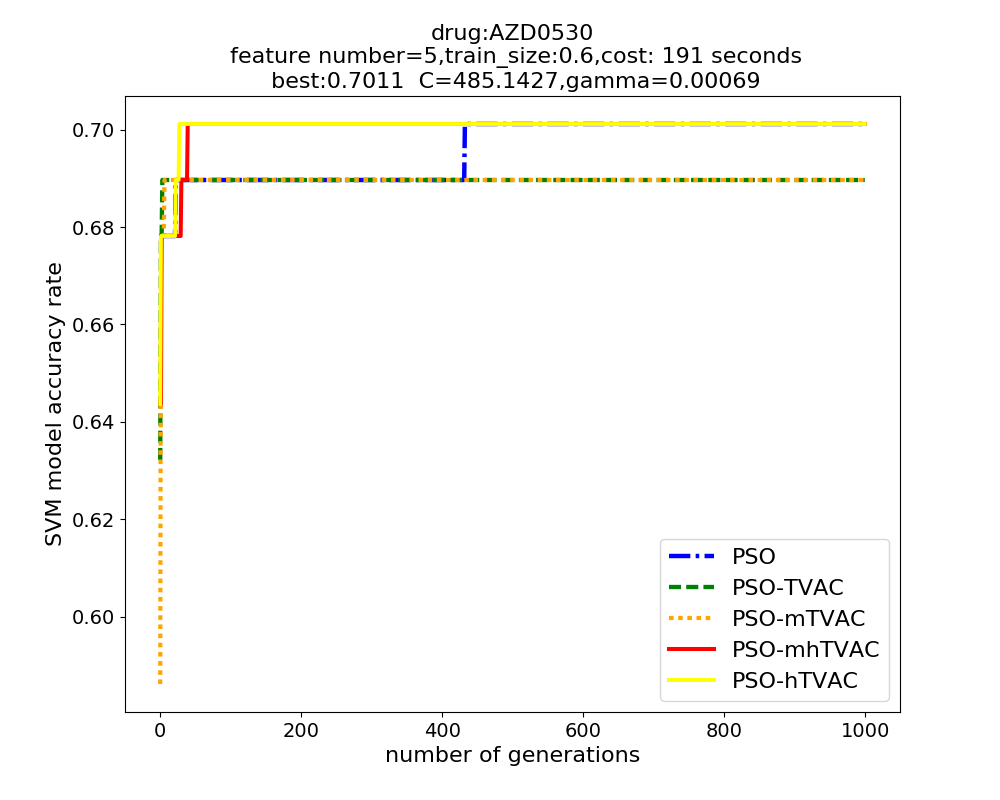 drug:AZD0530
feature number=5,train_size:0.6,cost: 191 seconds
best:0.7011  C=485.1427,gamma=0.00069
0.70
0.68
0.66
0.64
0.62
0.60
SVM model accuracy rate
PSO
PSO-TVAC
PSO-mTVAC
PSO-mhTVAC
PSO-hTVAC
0 200 400 600 800 1000
number of generations